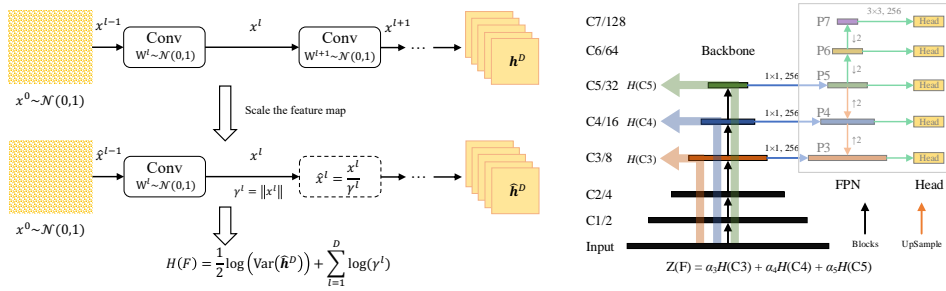 x^{l−1}
Conv
W^l~N(0,1)
x^l
Conv
W^{l+1}~N(0,1)
x^{l+1}
...
h^D
x^0~𝒩(0,1)
Scale the feature map
x̂^{l−1}
Conv
W^l~N(0,1)
x^l
γ^l = ‖x^l‖
x̂^l = x^l / γ^l
...
ĥ^D
x^0~𝒩(0,1)
H(F) = 1/2 log(Var(ĥ^D)) + ∑_{l=1}^{D} log(γ^l)
C7/128
P7
3×3, 256
Head
↓2
C6/64
Backbone
P6
Head
↓2
C5/32
H(C5)
1×1, 256
P5
Head
↑2
C4/16
H(C4)
1×1, 256
P4
Head
↑2
C3/8
H(C3)
1×1, 256
P3
Head
C2/4
FPN
Head
C1/2
Input
Blocks
UpSample
Z(F) = α₃H(C3) + α₄H(C4) + α₅H(C5)